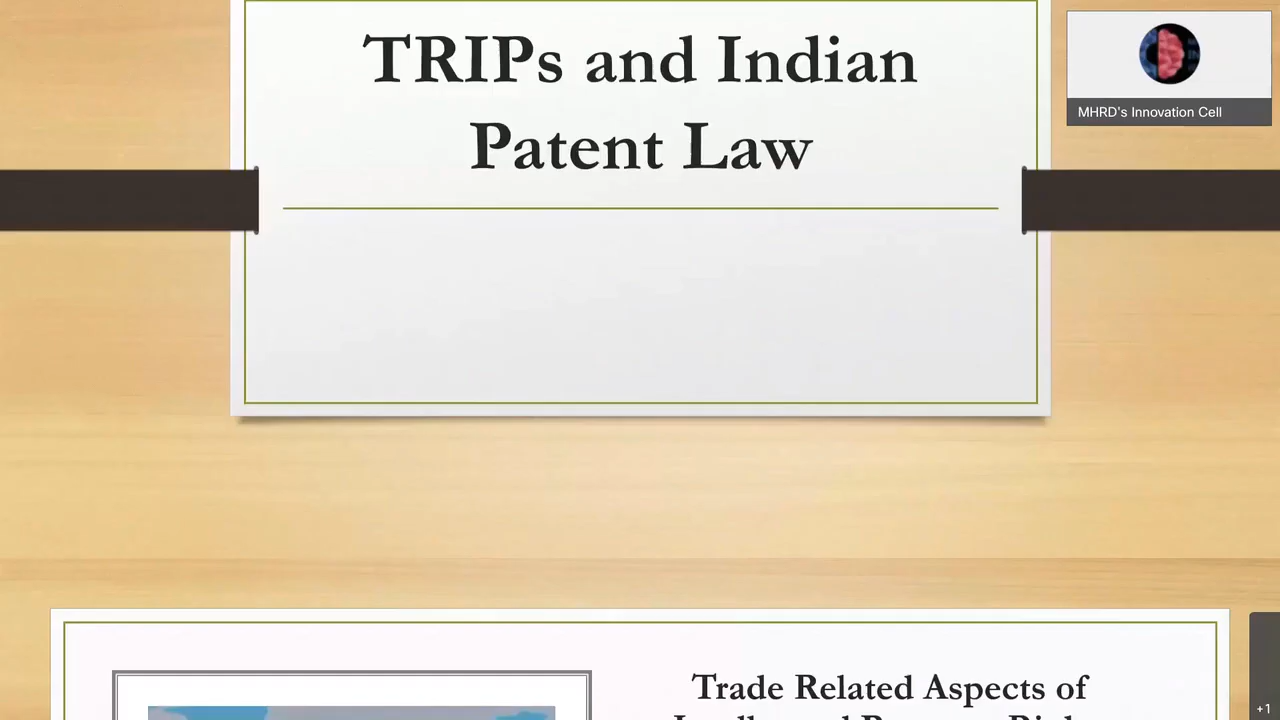 TRIPs and Indian
Patent Law
MHRD's Innovation Cell
Trade Related Aspects of
+1